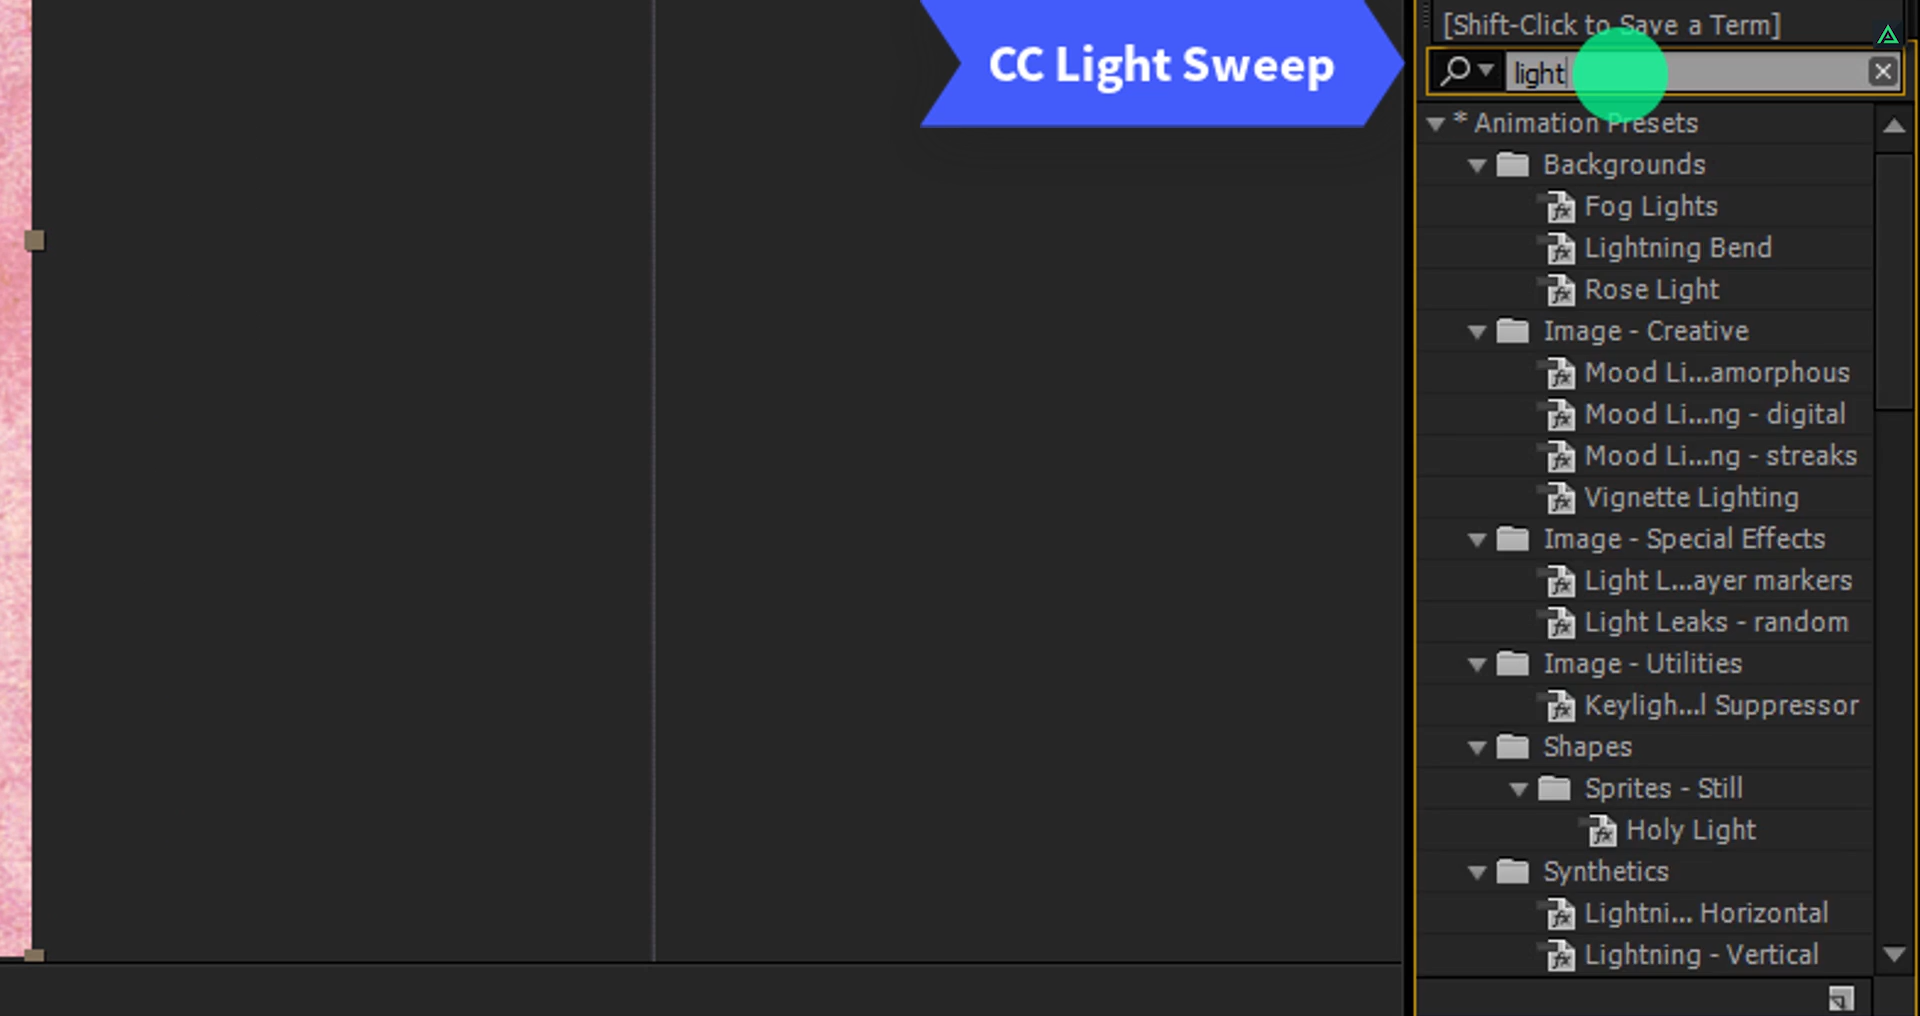 [Shift-Click to Save a Term]
CC Light Sweep
light
* Animation Presets
Backgrounds
Fog Lights
Lightning Bend
Rose Light
Image - Creative
Mood Li...amorphous
Mood Li...ng - digital
Mood Li...ng - streaks
Vignette Lighting
Image - Special Effects
Light L...ayer markers
Light Leaks - random
Image - Utilities
Keyligh...l Suppressor
Shapes
Sprites - Still
Holy Light
Synthetics
Lightni... Horizontal
Lightning - Vertical